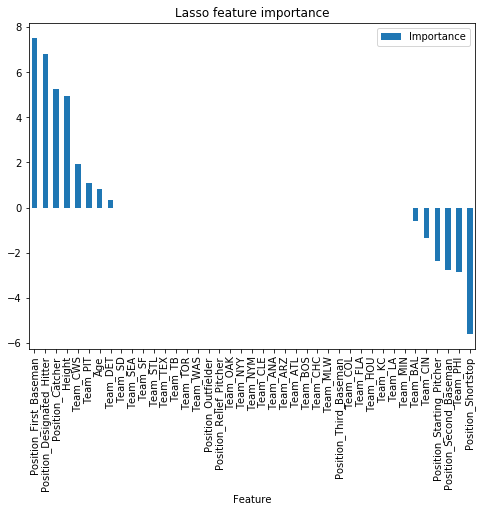 Lasso feature importance
Importance
8
6
4
2
0
−2
−4
−6
Position_First_Baseman
Position_Designated_Hitter
Position_Catcher
Height
Team_CWS
Team_PIT
Age
Team_DET
Team_SD
Team_SEA
Team_SF
Team_STL
Team_TEX
Team_TB
Team_TOR
Team_WAS
Position_Outfielder
Position_Relief_Pitcher
Team_OAK
Team_NYY
Team_NYM
Team_CLE
Team_ANA
Team_ARZ
Team_ATL
Team_BOS
Team_CHC
Team_MLW
Position_Third_Baseman
Team_COL
Team_FLA
Team_HOU
Team_KC
Team_LA
Team_MIN
Team_BAL
Team_CIN
Position_Starting_Pitcher
Position_Second_Baseman
Team_PHI
Position_Shortstop
Feature